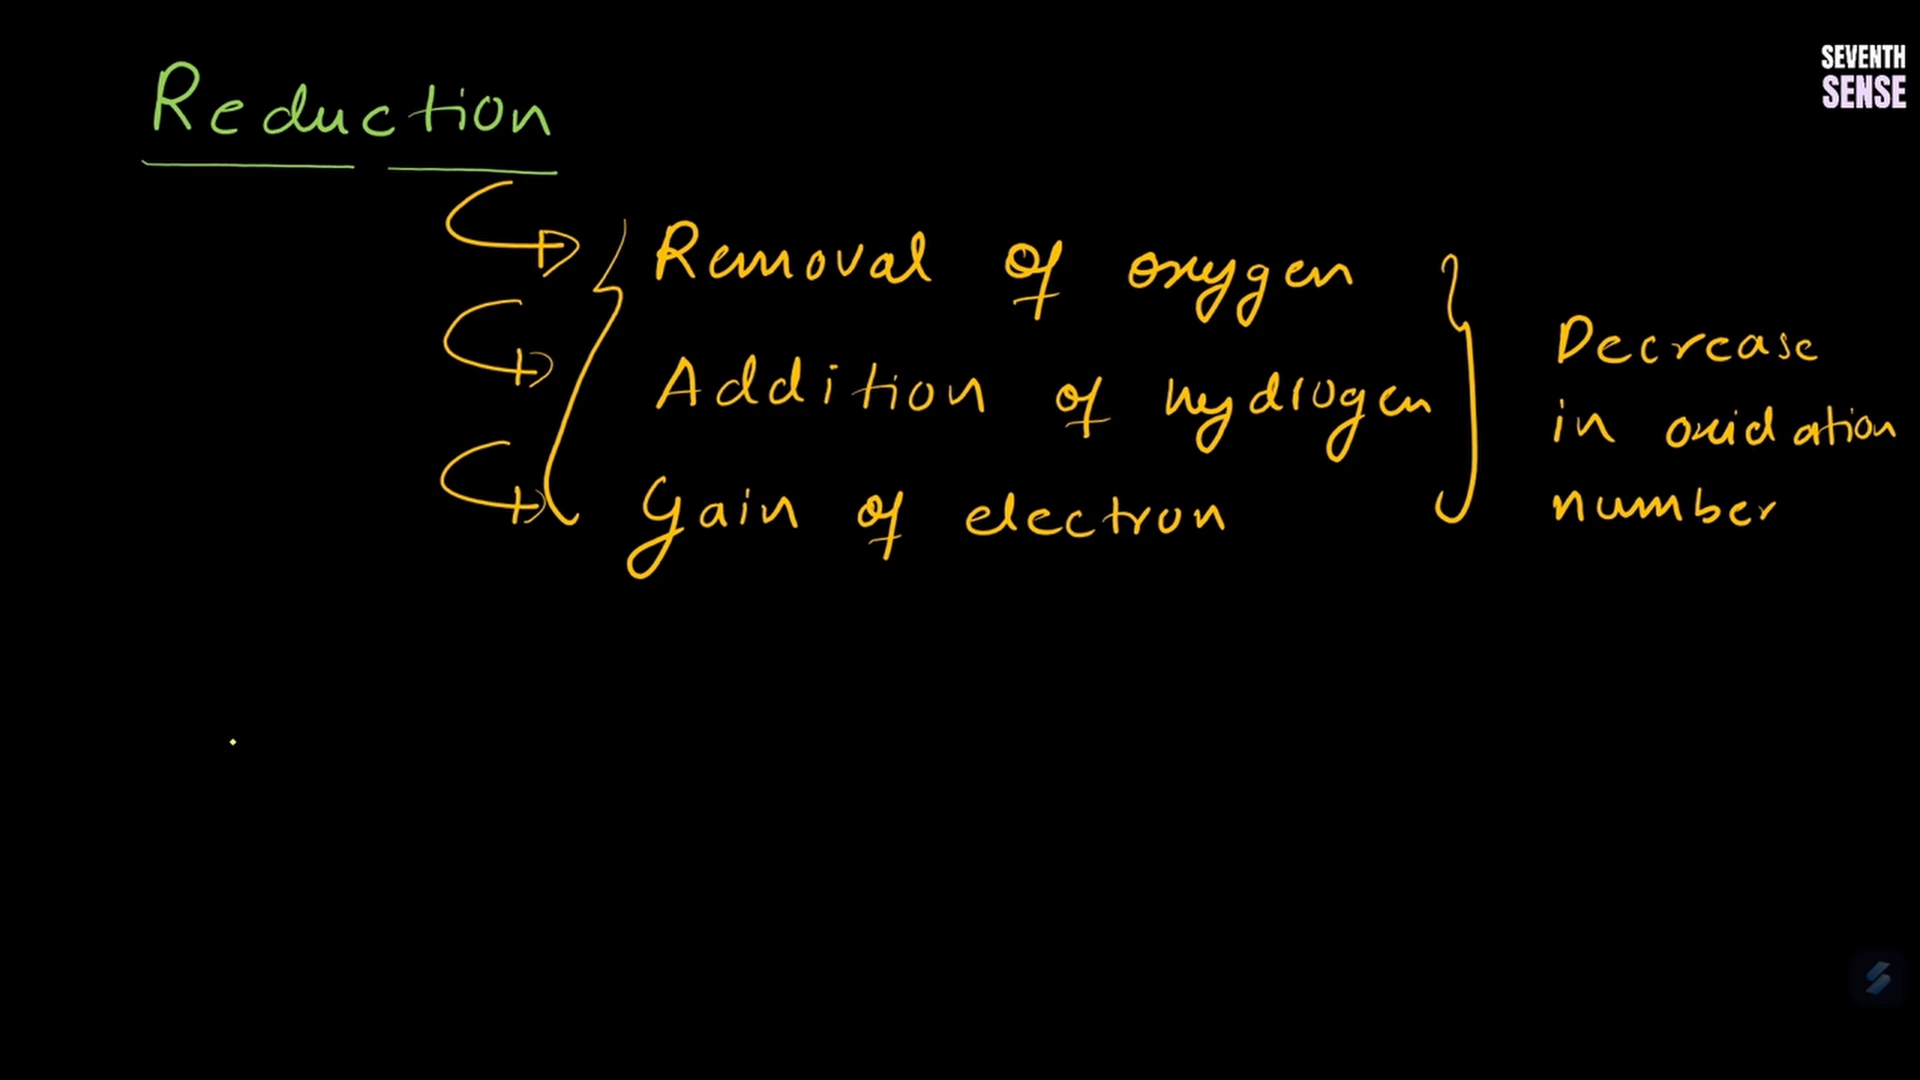 Reduction
SEVENTH
SENSE
Removal of oxygen
Addition of hydrogen
Gain of electron
Decrease
in oxidation
number